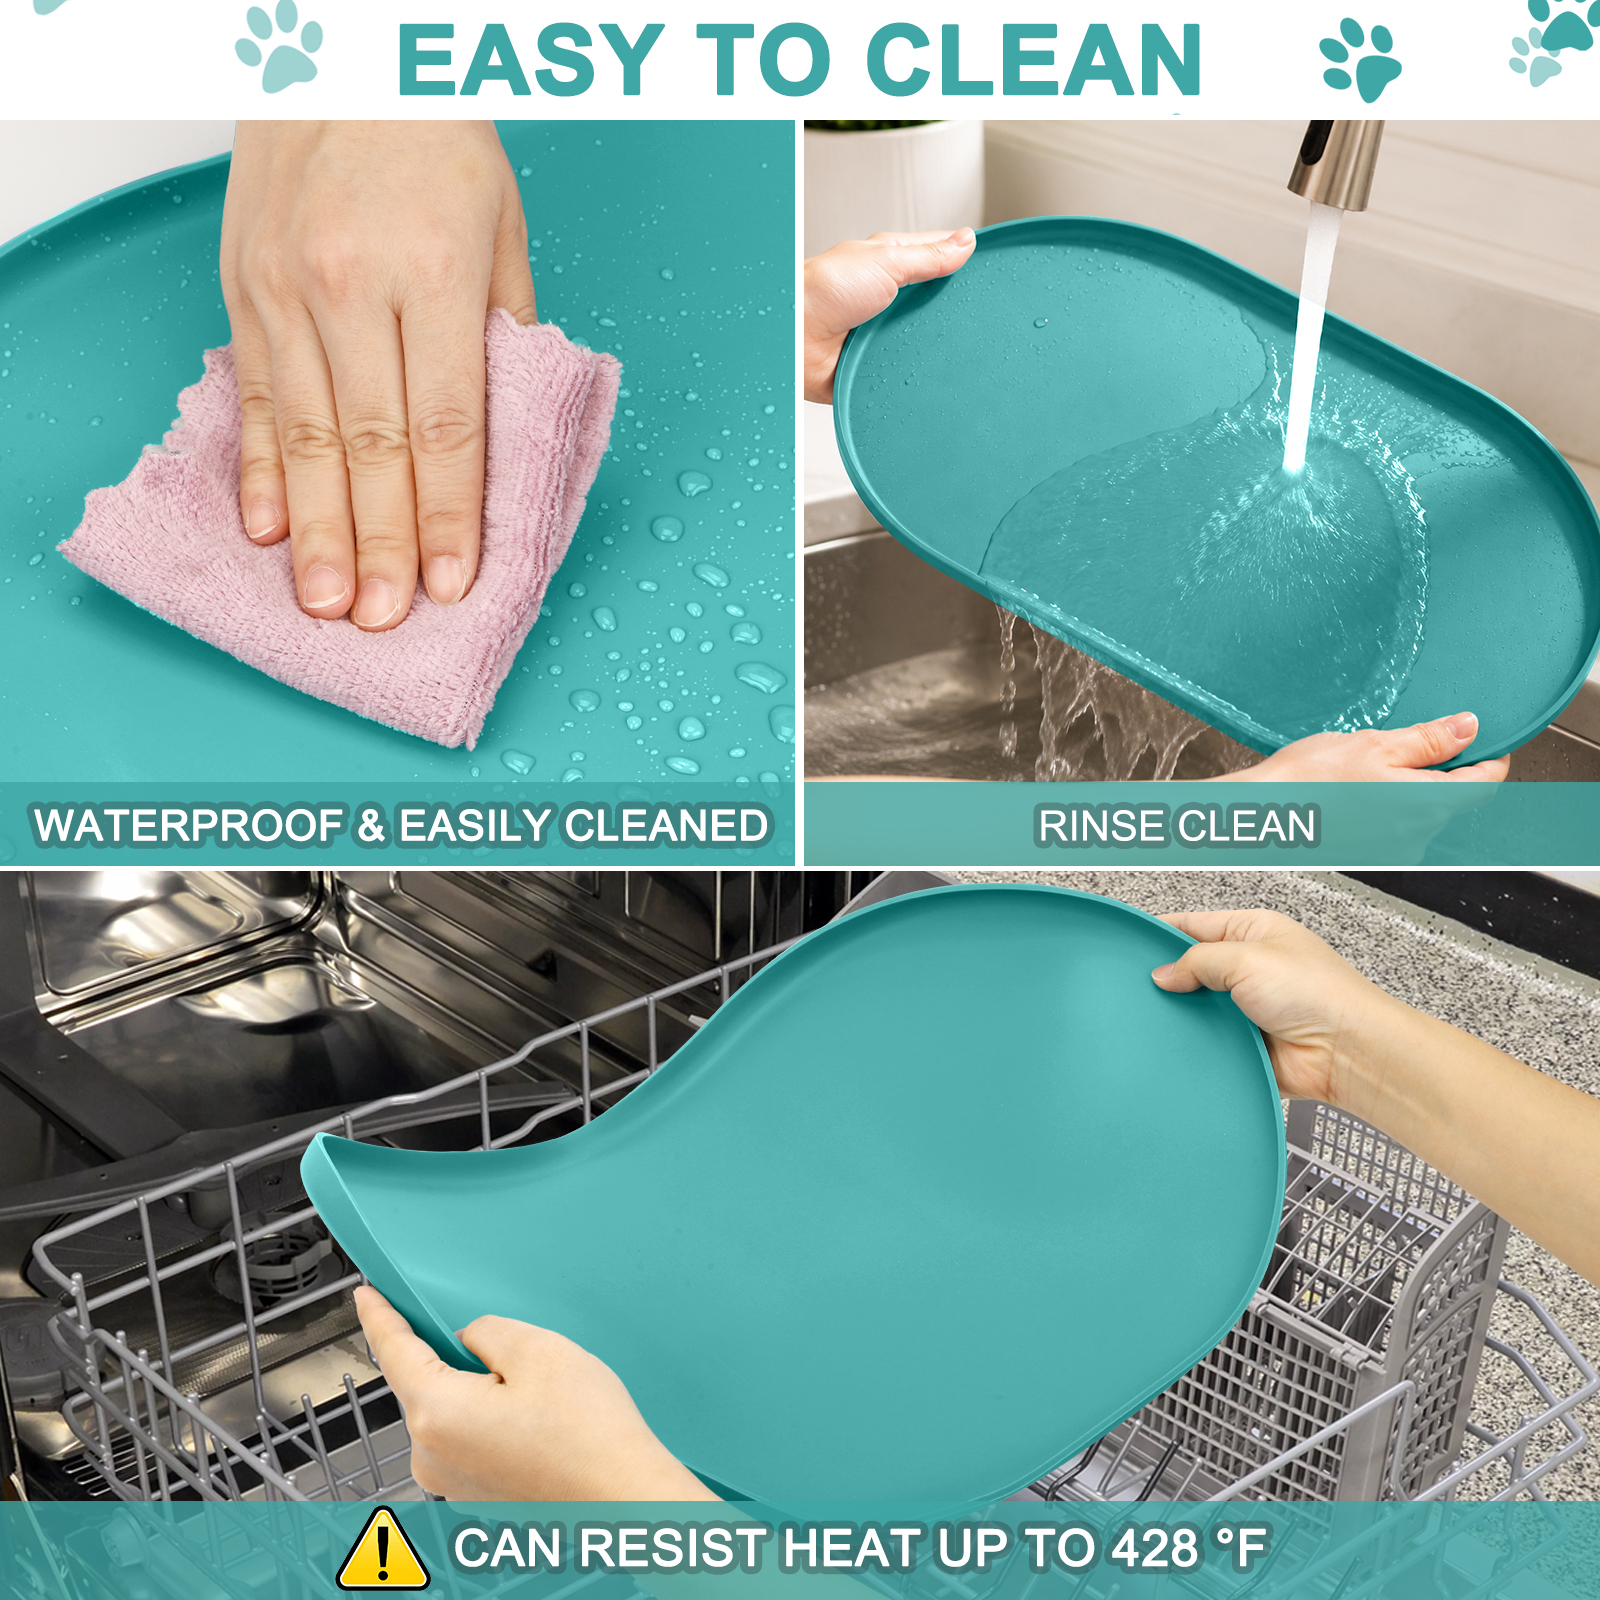 EASY TO CLEAN
WATERPROOF & EASILY CLEANED
RINSE CLEAN
CAN RESIST HEAT UP TO 428 °F